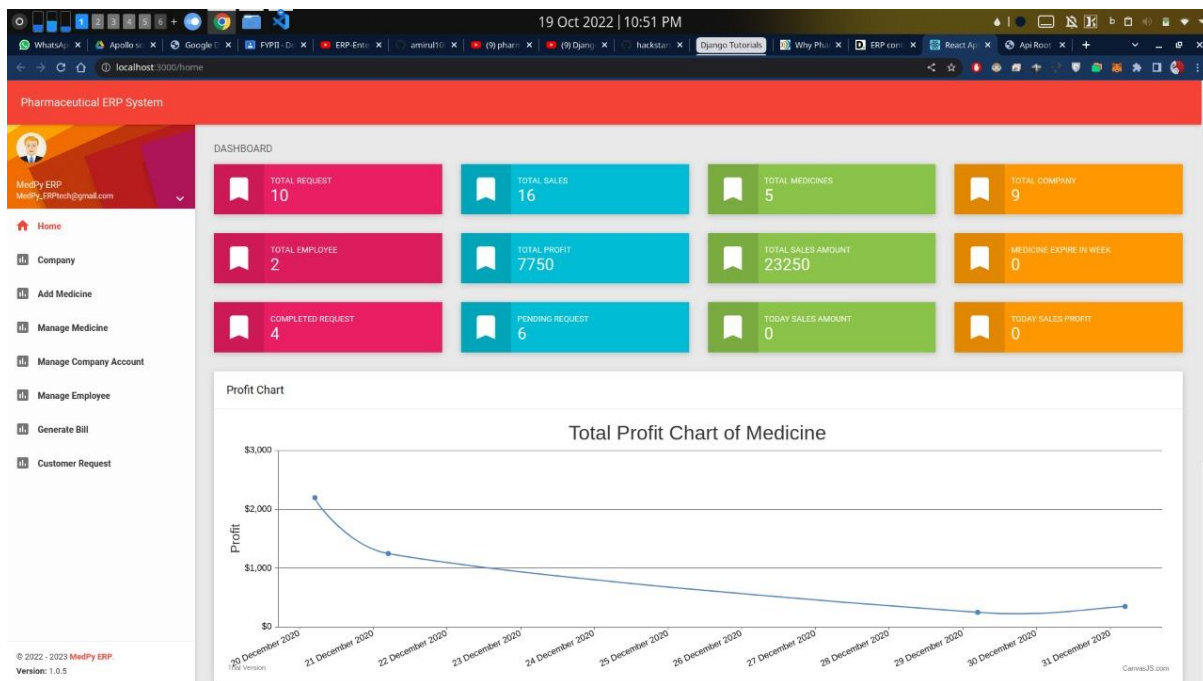 1 2 3 4 5 6 +
19 Oct 2022 | 10:51 PM
WhatsAp
Apollo sc
Google D
FYPII - D
ERP-Ente
amirul10
(9) pharm
(9) Djang
hackstar
Django Tutorials
Why Pha
ERP com
React Ap
Api Root
localhost:3000/home
Pharmaceutical ERP System
MedPy ERP
MedPy_ERPtech@gmail.com
Home
Company
Add Medicine
Manage Medicine
Manage Company Account
Manage Employee
Generate Bill
Customer Request
© 2022 - 2023 MedPy ERP.
Version: 1.0.5
DASHBOARD
TOTAL REQUEST
10
TOTAL SALES
16
TOTAL MEDICINES
5
TOTAL COMPANY
9
TOTAL EMPLOYEE
2
TOTAL PROFIT
7750
TOTAL SALES AMOUNT
23250
MEDICINE EXPIRE IN WEEK
0
COMPLETED REQUEST
4
PENDING REQUEST
6
TODAY SALES AMOUNT
0
TODAY SALES PROFIT
0
Profit Chart
Total Profit Chart of Medicine
Profit
$3,000
$2,000
$1,000
$0
20 December 2020
21 December 2020
22 December 2020
23 December 2020
24 December 2020
25 December 2020
26 December 2020
27 December 2020
28 December 2020
29 December 2020
30 December 2020
31 December 2020
Trial Version
CanvasJS.com